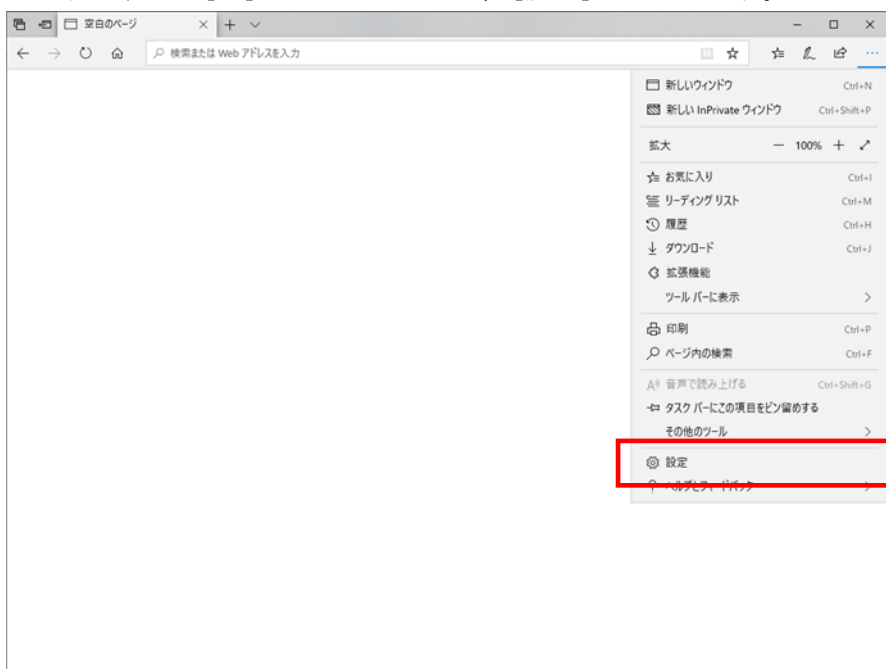 空白のページ
検索または Web アドレスを入力
新しいウィンドウ Ctrl+N
新しい InPrivate ウィンドウ Ctrl+Shift+P
拡大 100%
お気に入り Ctrl+I
リーディング リスト Ctrl+M
履歴 Ctrl+H
ダウンロード Ctrl+J
拡張機能
ツール バーに表示
印刷 Ctrl+P
ページ内の検索 Ctrl+F
音声で読み上げる Ctrl+Shift+G
タスク バーにこの項目をピン留めする
その他のツール
設定